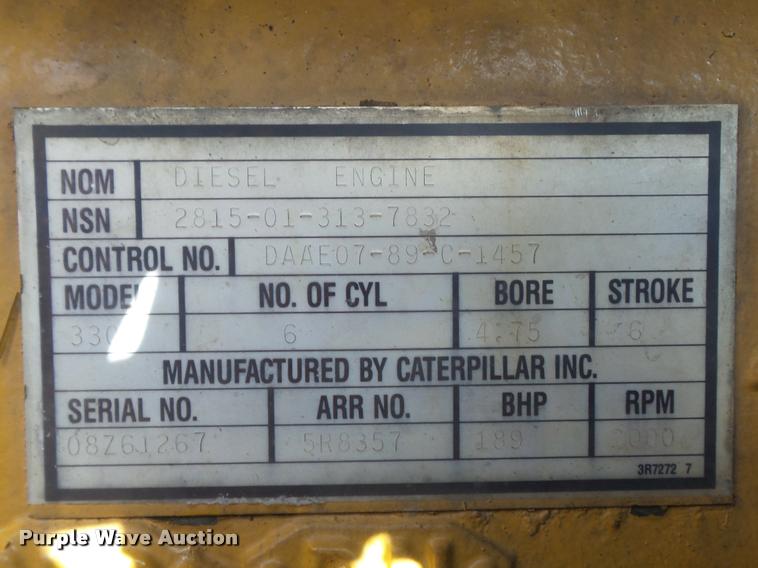 NOM DIESEL ENGINE
NSN 2815-01-313-7832
CONTROL NO. DAAE07-89-C-1457
MODEL NO. OF CYL BORE STROKE
6 4.75 6
MANUFACTURED BY CATERPILLAR INC.
SERIAL NO. ARR NO. BHP RPM
08Z61267 5R8357 189
3R7272 7
Purple Wave Auction